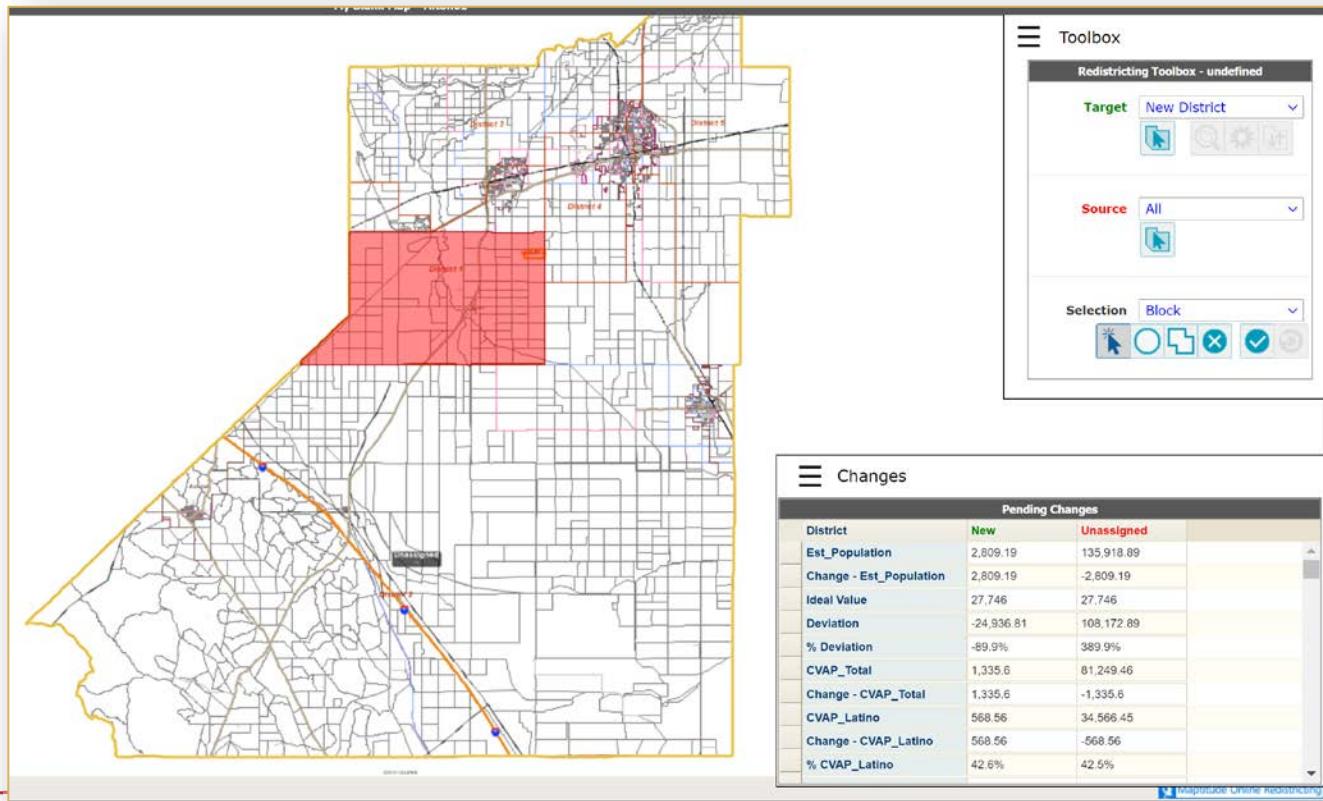 Toolbox
Redistricting Toolbox - undefined
Target New District
Source All
Selection Block
District 3
District 5
District 4
District 1
Unassigned
District 2
Changes
Pending Changes
District New Unassigned
Est_Population 2,809.19 135,918.89
Change - Est_Population 2,809.19 -2,809.19
Ideal Value 27,746 27,746
Deviation -24,936.81 108,172.89
% Deviation -89.9% 389.9%
CVAP_Total 1,335.6 81,249.46
Change - CVAP_Total 1,335.6 -1,335.6
CVAP_Latino 568.56 34,566.45
Change - CVAP_Latino 568.56 -568.56
% CVAP_Latino 42.6% 42.5%
Maptitude Online Redistricting